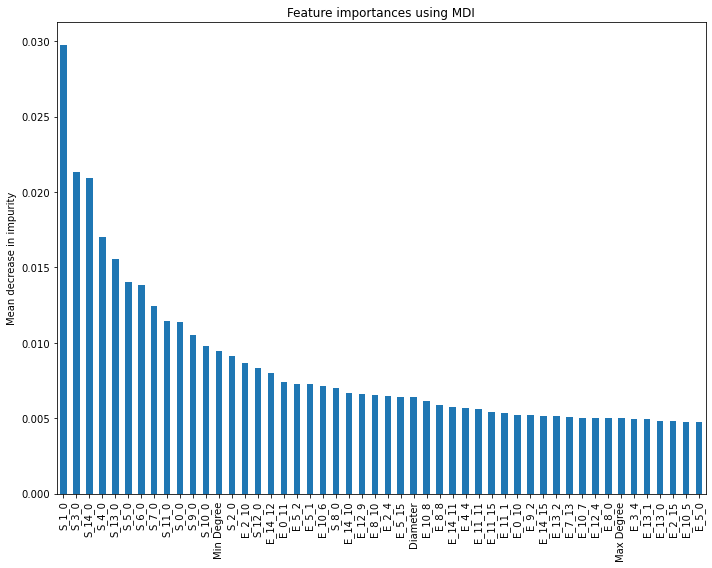 Feature importances using MDI
Mean decrease in impurity
0.030
0.025
0.020
0.015
0.010
0.005
0.000
S_1_0
S_3_0
S_14_0
S_4_0
S_13_0
S_5_0
S_6_0
S_7_0
S_11_0
S_0_0
S_9_0
S_10_0
Min Degree
S_2_0
E_2_10
S_12_0
E_14_12
E_0_11
E_5_2
E_5_1
E_10_6
S_8_0
E_14_10
E_12_9
E_8_10
E_2_4
E_5_15
Diameter
E_10_8
E_8_8
E_14_11
E_4_4
E_11_11
E_11_15
E_11_1
E_0_10
E_9_2
E_14_15
E_13_2
E_7_13
E_10_7
E_12_4
E_8_0
Max Degree
E_3_4
E_13_1
E_13_0
E_2_15
E_10_5
E_5_0